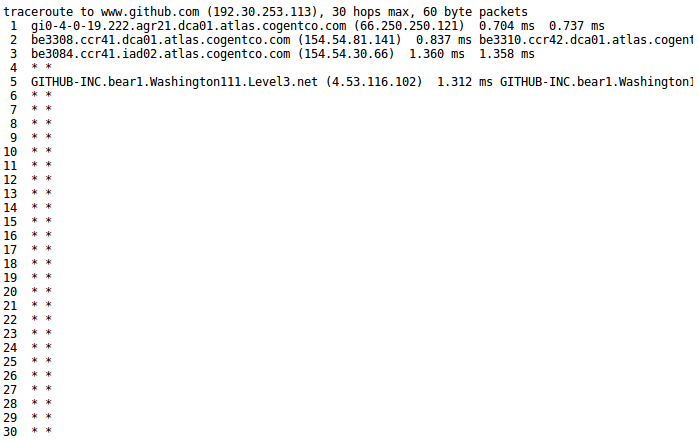 traceroute to www.github.com (192.30.253.113), 30 hops max, 60 byte packets
1 gi0-4-0-19.222.agr21.dca01.atlas.cogentco.com (66.250.250.121) 0.704 ms 0.737 ms
2 be3308.ccr41.dca01.atlas.cogentco.com (154.54.81.141) 0.837 ms be3310.ccr42.dca01.atlas.cogent
3 be3084.ccr41.iad02.atlas.cogentco.com (154.54.30.66) 1.360 ms 1.358 ms
4 * *
5 GITHUB-INC.bear1.Washington111.Level3.net (4.53.116.102) 1.312 ms GITHUB-INC.bear1.Washington1
6 * *
7 * *
8 * *
9 * *
10 * *
11 * *
12 * *
13 * *
14 * *
15 * *
16 * *
17 * *
18 * *
19 * *
20 * *
21 * *
22 * *
23 * *
24 * *
25 * *
26 * *
27 * *
28 * *
29 * *
30 * *